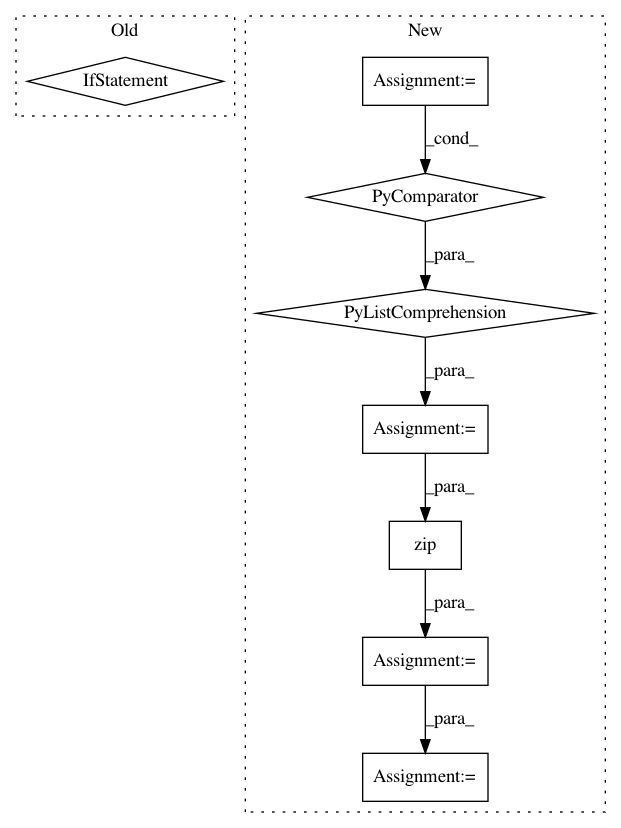 Old
IfStatement
New
Assignment:=
_cond_
PyComparator
_para_
PyListComprehension
_para_
Assignment:=
_para_
zip
_para_
Assignment:=
_para_
Assignment:=